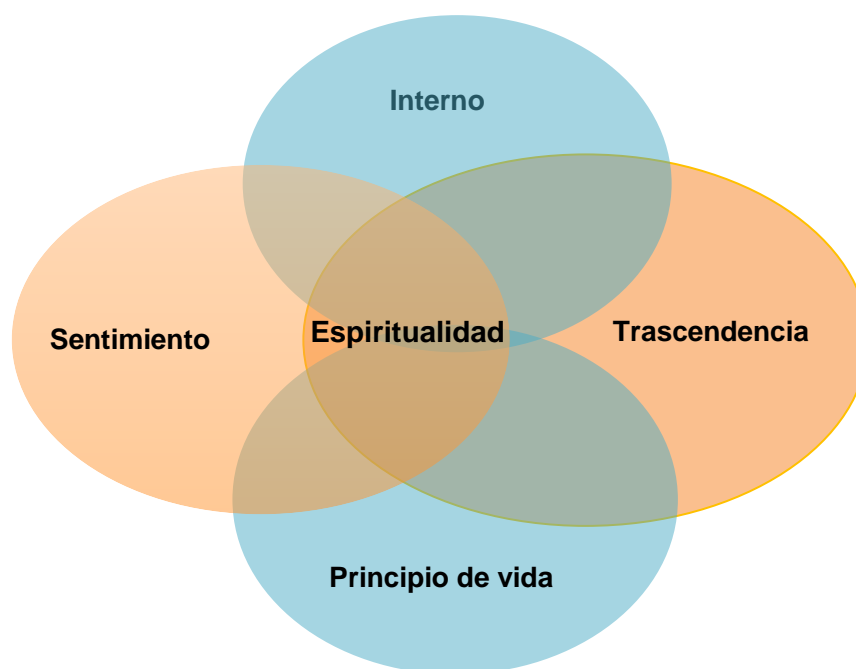 Interno
Sentimiento
Espiritualidad
Trascendencia
Principio de vida